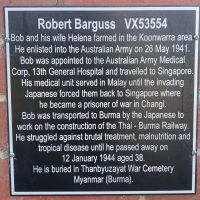 Robert Barguss VX53554
Bob and his wife Helena farmed in the Koonwarra area.
He enlisted into the Australian Army on 26 May 1941.
Bob was appointed to the Australian Army Medical
Corp, 13th General Hospital and travelled to Singapore.
His medical unit served in Malay until the invading
Japanese forced them back to Singapore where
he became a prisoner of war in Changi.
Bob was transported to Burma by the Japanese to
work on construction of the Thai - Burma Railway.
He struggled against brutal treatment, malnutrition and
tropical disease until he passed away on
12 January 1944 aged 38.
He is buried in Thanbyuzayat War Cemetery
Myanmar (Burma).